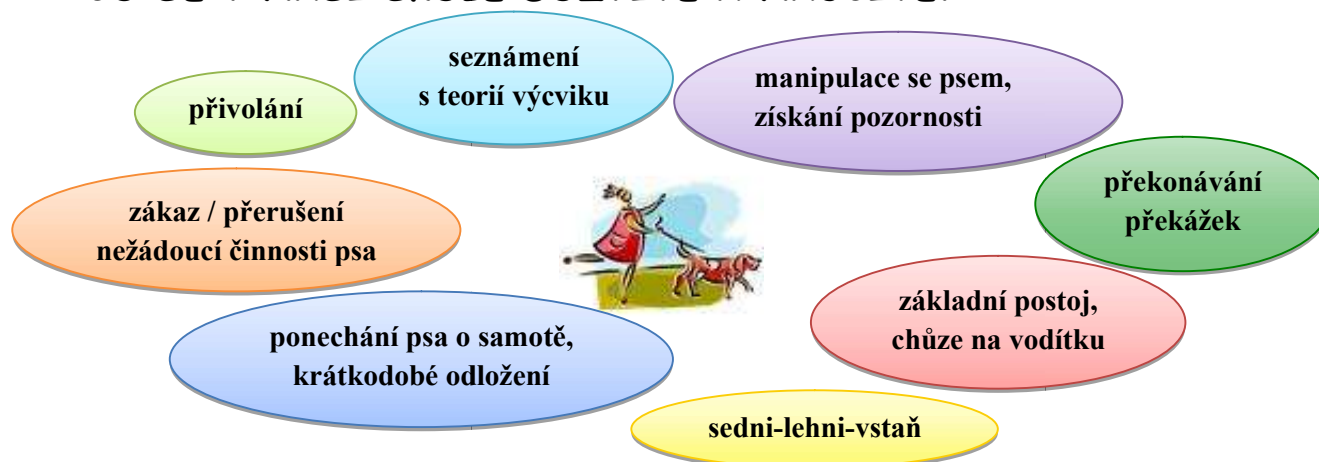 seznámení
s teorií výcviku
manipulace se psem,
získání pozornosti
přivolání
překonávání
překážek
zákaz / přerušení
nežádoucí činnosti psa
základní postoj,
chůze na vodítku
ponechání psa o samotě,
krátkodobé odložení
sedni-lehni-vstaň